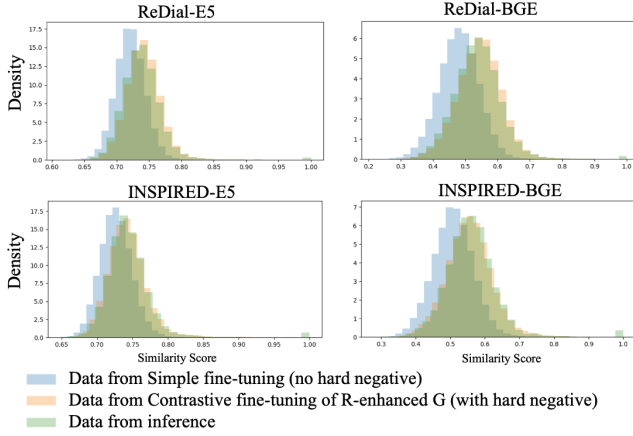 ReDial-E5
ReDial-BGE
Density
17.5
15.0
12.5
10.0
7.5
5.0
2.5
0.0
0.60 0.65 0.70 0.75 0.80 0.85 0.90 0.95 1.00
6
5
4
3
2
1
0
0.2 0.3 0.4 0.5 0.6 0.7 0.8 0.9 1.0
INSPIRED-E5
INSPIRED-BGE
Density
17.5
15.0
12.5
10.0
7.5
5.0
2.5
0.0
0.65 0.70 0.75 0.80 0.85 0.90 0.95 1.00
Similarity Score
7
6
5
4
3
2
1
0
0.3 0.4 0.5 0.6 0.7 0.8 0.9 1.0
Similarity Score
Data from Simple fine-tuning (no hard negative)
Data from Contrastive fine-tuning of R-enhanced G (with hard negative)
Data from inference